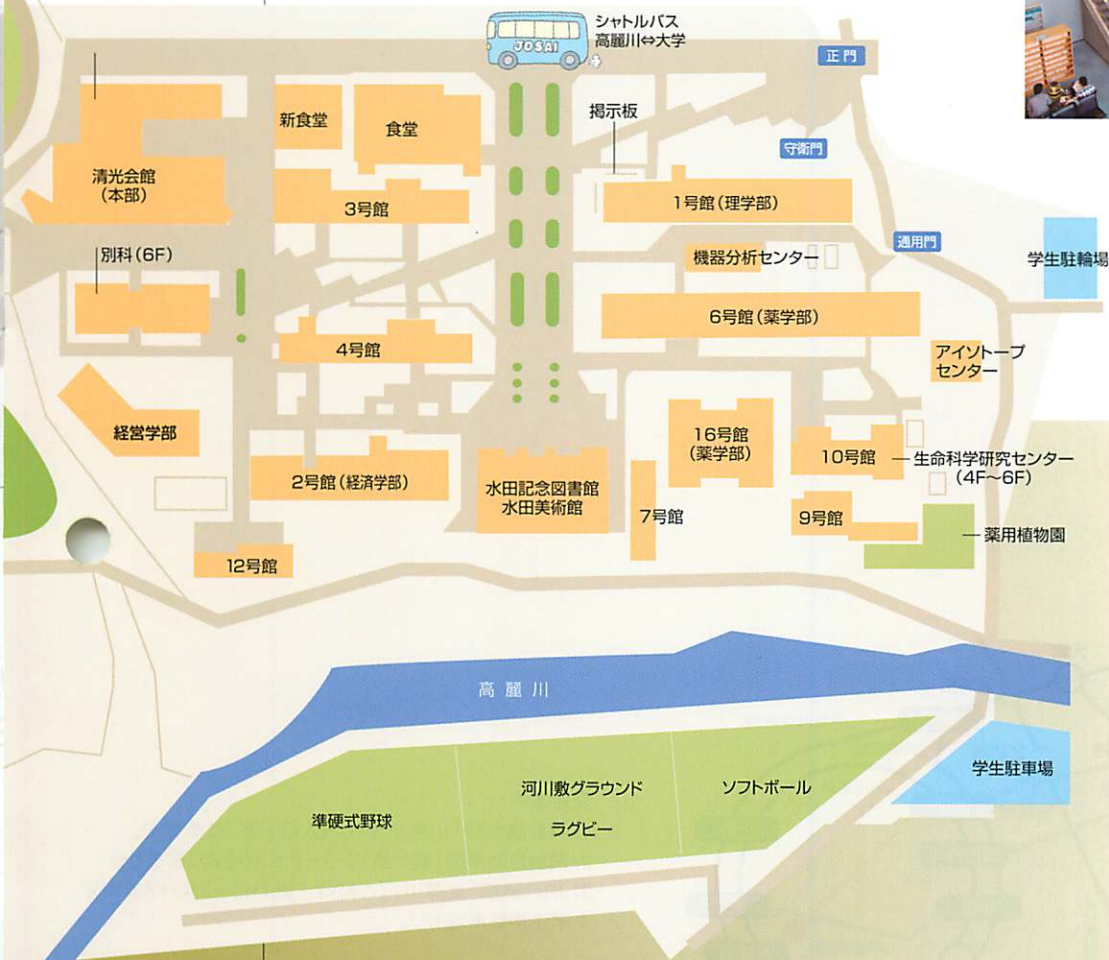 シャトルバス
高麗川⇔大学
JOSAI
正門
掲示板
新食堂
食堂
守衛門
清光会館
(本部)
3号館
1号館(理学部)
通用門
別科(6F)
機器分析センター
学生駐輪場
6号館(薬学部)
4号館
アイソトープ
センター
経営学部
16号館
(薬学部)
10号館
生命科学研究センター
(4F〜6F)
2号館(経済学部)
水田記念図書館
水田美術館
7号館
9号館
薬用植物園
12号館
高麗川
学生駐車場
河川敷グラウンド
ソフトボール
準硬式野球
ラグビー